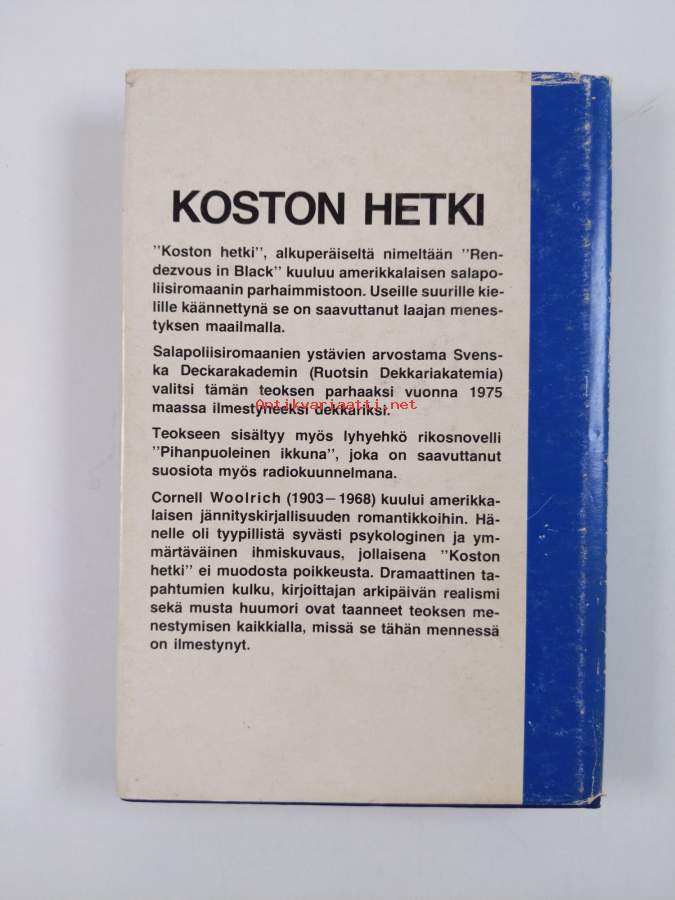 KOSTON HETKI
"Koston hetki", alkuperäiseltä nimeltään "Ren-
dezvous in Black" kuuluu amerikkalaisen salapo-
liisiromaanin parhaimmistoon. Useille suurille kie-
lille käännettynä se on saavuttanut laajan menes-
tyksen maailmalla.
Salapoliisiromaanien ystävien arvostama Svens-
ka Deckarakademin (Ruotsin Dekkariakatemia)
valitsi tämän teoksen parhaaksi vuonna 1975
maassa ilmestyneeksi dekkariksi.
Antikvariaatti.net
Teokseen sisältyy myös lyhyehkö rikosnovelli
"Pihanpuoleinen ikkuna", joka on saavuttanut
suosiota myös radiokuunnelmana.
Cornell Woolrich (1903–1968) kuului amerikka-
laisen jännityskirjallisuuden romantikkoihin. Hä-
nelle oli tyypillistä syvästi psykologinen ja ym-
märtäväinen ihmiskuvaus, jollaisena "Koston
hetki" ei muodosta poikkeusta. Dramaattinen ta-
pahtumien kulku, kirjoittajan arkipäivän realismi
sekä musta huumori ovat taanneet teoksen me-
nestymisen kaikkialla, missä se tähän mennessä
on ilmestynyt.